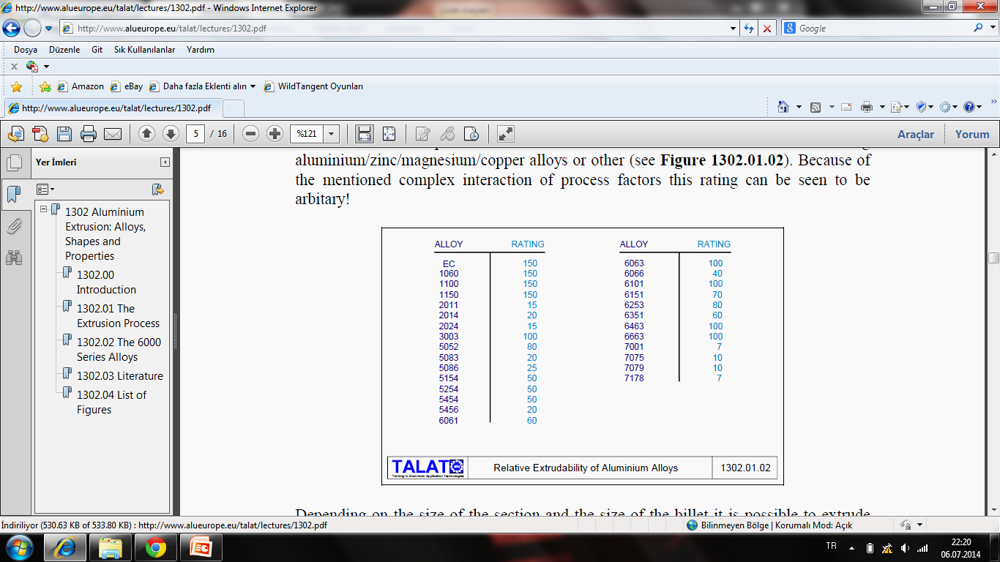 http://www.alueurope.eu/talat/lectures/1302.pdf - Windows Internet Explorer
http://www.alueurope.eu/talat/lectures/1302.pdf
Google
Dosya Düzenle Git Sık Kullanılanlar Yardım
x
Amazon eBay Daha fazla Eklenti alın WildTangent Oyunları
http://www.alueurope.eu/talat/lectures/1302.pdf
5 / 16 %121 Araçlar Yorum
Yer İmleri
1302 Aluminium
Extrusion: Alloys,
Shapes and
Properties
1302.00
Introduction
1302.01 The
Extrusion Process
1302.02 The 6000
Series Alloys
1302.03 Literature
1302.04 List of
Figures
aluminium/zinc/magnesium/copper alloys or other (see Figure 1302.01.02). Because of
the mentioned complex interaction of process factors this rating can be seen to be
arbitary!
ALLOY RATING ALLOY RATING
EC 150 6063 100
1060 150 6066 40
1100 150 6101 100
1150 150 6151 70
2011 15 6253 80
2014 20 6351 60
2024 15 6463 100
3003 100 6663 100
5052 80 7001 7
5083 20 7075 10
5086 25 7079 10
5154 50 7178 7
5254 50
5454 50
5456 20
6061 60
TALAT Relative Extrudability of Aluminium Alloys 1302.01.02
Training in Aluminium Application Technologies
Depending on the size of the section and the size of the billet it is possible to extrude
İndiriliyor (530.63 KB of 533.80 KB) : http://www.alueurope.eu/talat/lectures/1302.pdf
Bilinmeyen Bölge | Korumalı Mod: Açık
TR 22:20
06.07.2014